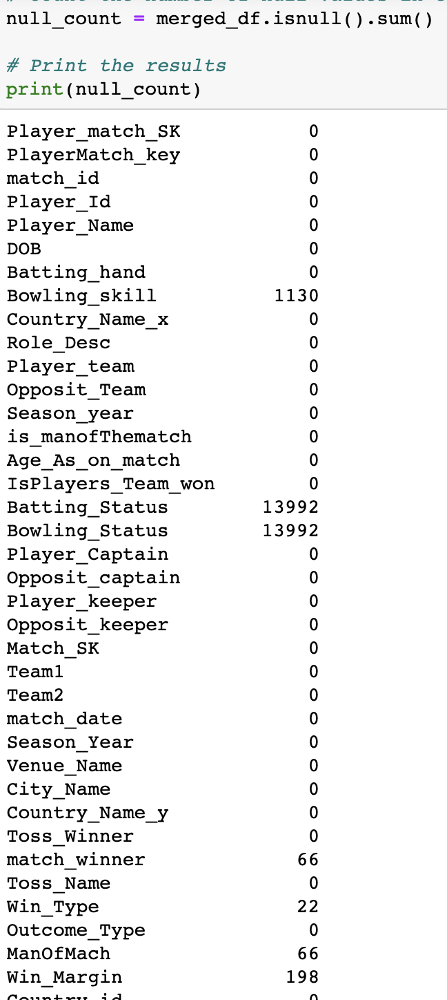 null_count = merged_df.isnull().sum()
# Print the results
print(null_count)
Player_match_SK 0
PlayerMatch_key 0
match_id 0
Player_Id 0
Player_Name 0
DOB 0
Batting_hand 0
Bowling_skill 1130
Country_Name_x 0
Role_Desc 0
Player_team 0
Opposit_Team 0
Season_year 0
is_manofThematch 0
Age_As_on_match 0
IsPlayers_Team_won 0
Batting_Status 13992
Bowling_Status 13992
Player_Captain 0
Opposit_captain 0
Player_keeper 0
Opposit_keeper 0
Match_SK 0
Team1 0
Team2 0
match_date 0
Season_Year 0
Venue_Name 0
City_Name 0
Country_Name_y 0
Toss_Winner 0
match_winner 66
Toss_Name 0
Win_Type 22
Outcome_Type 0
ManOfMach 66
Win_Margin 198
Country_id 0